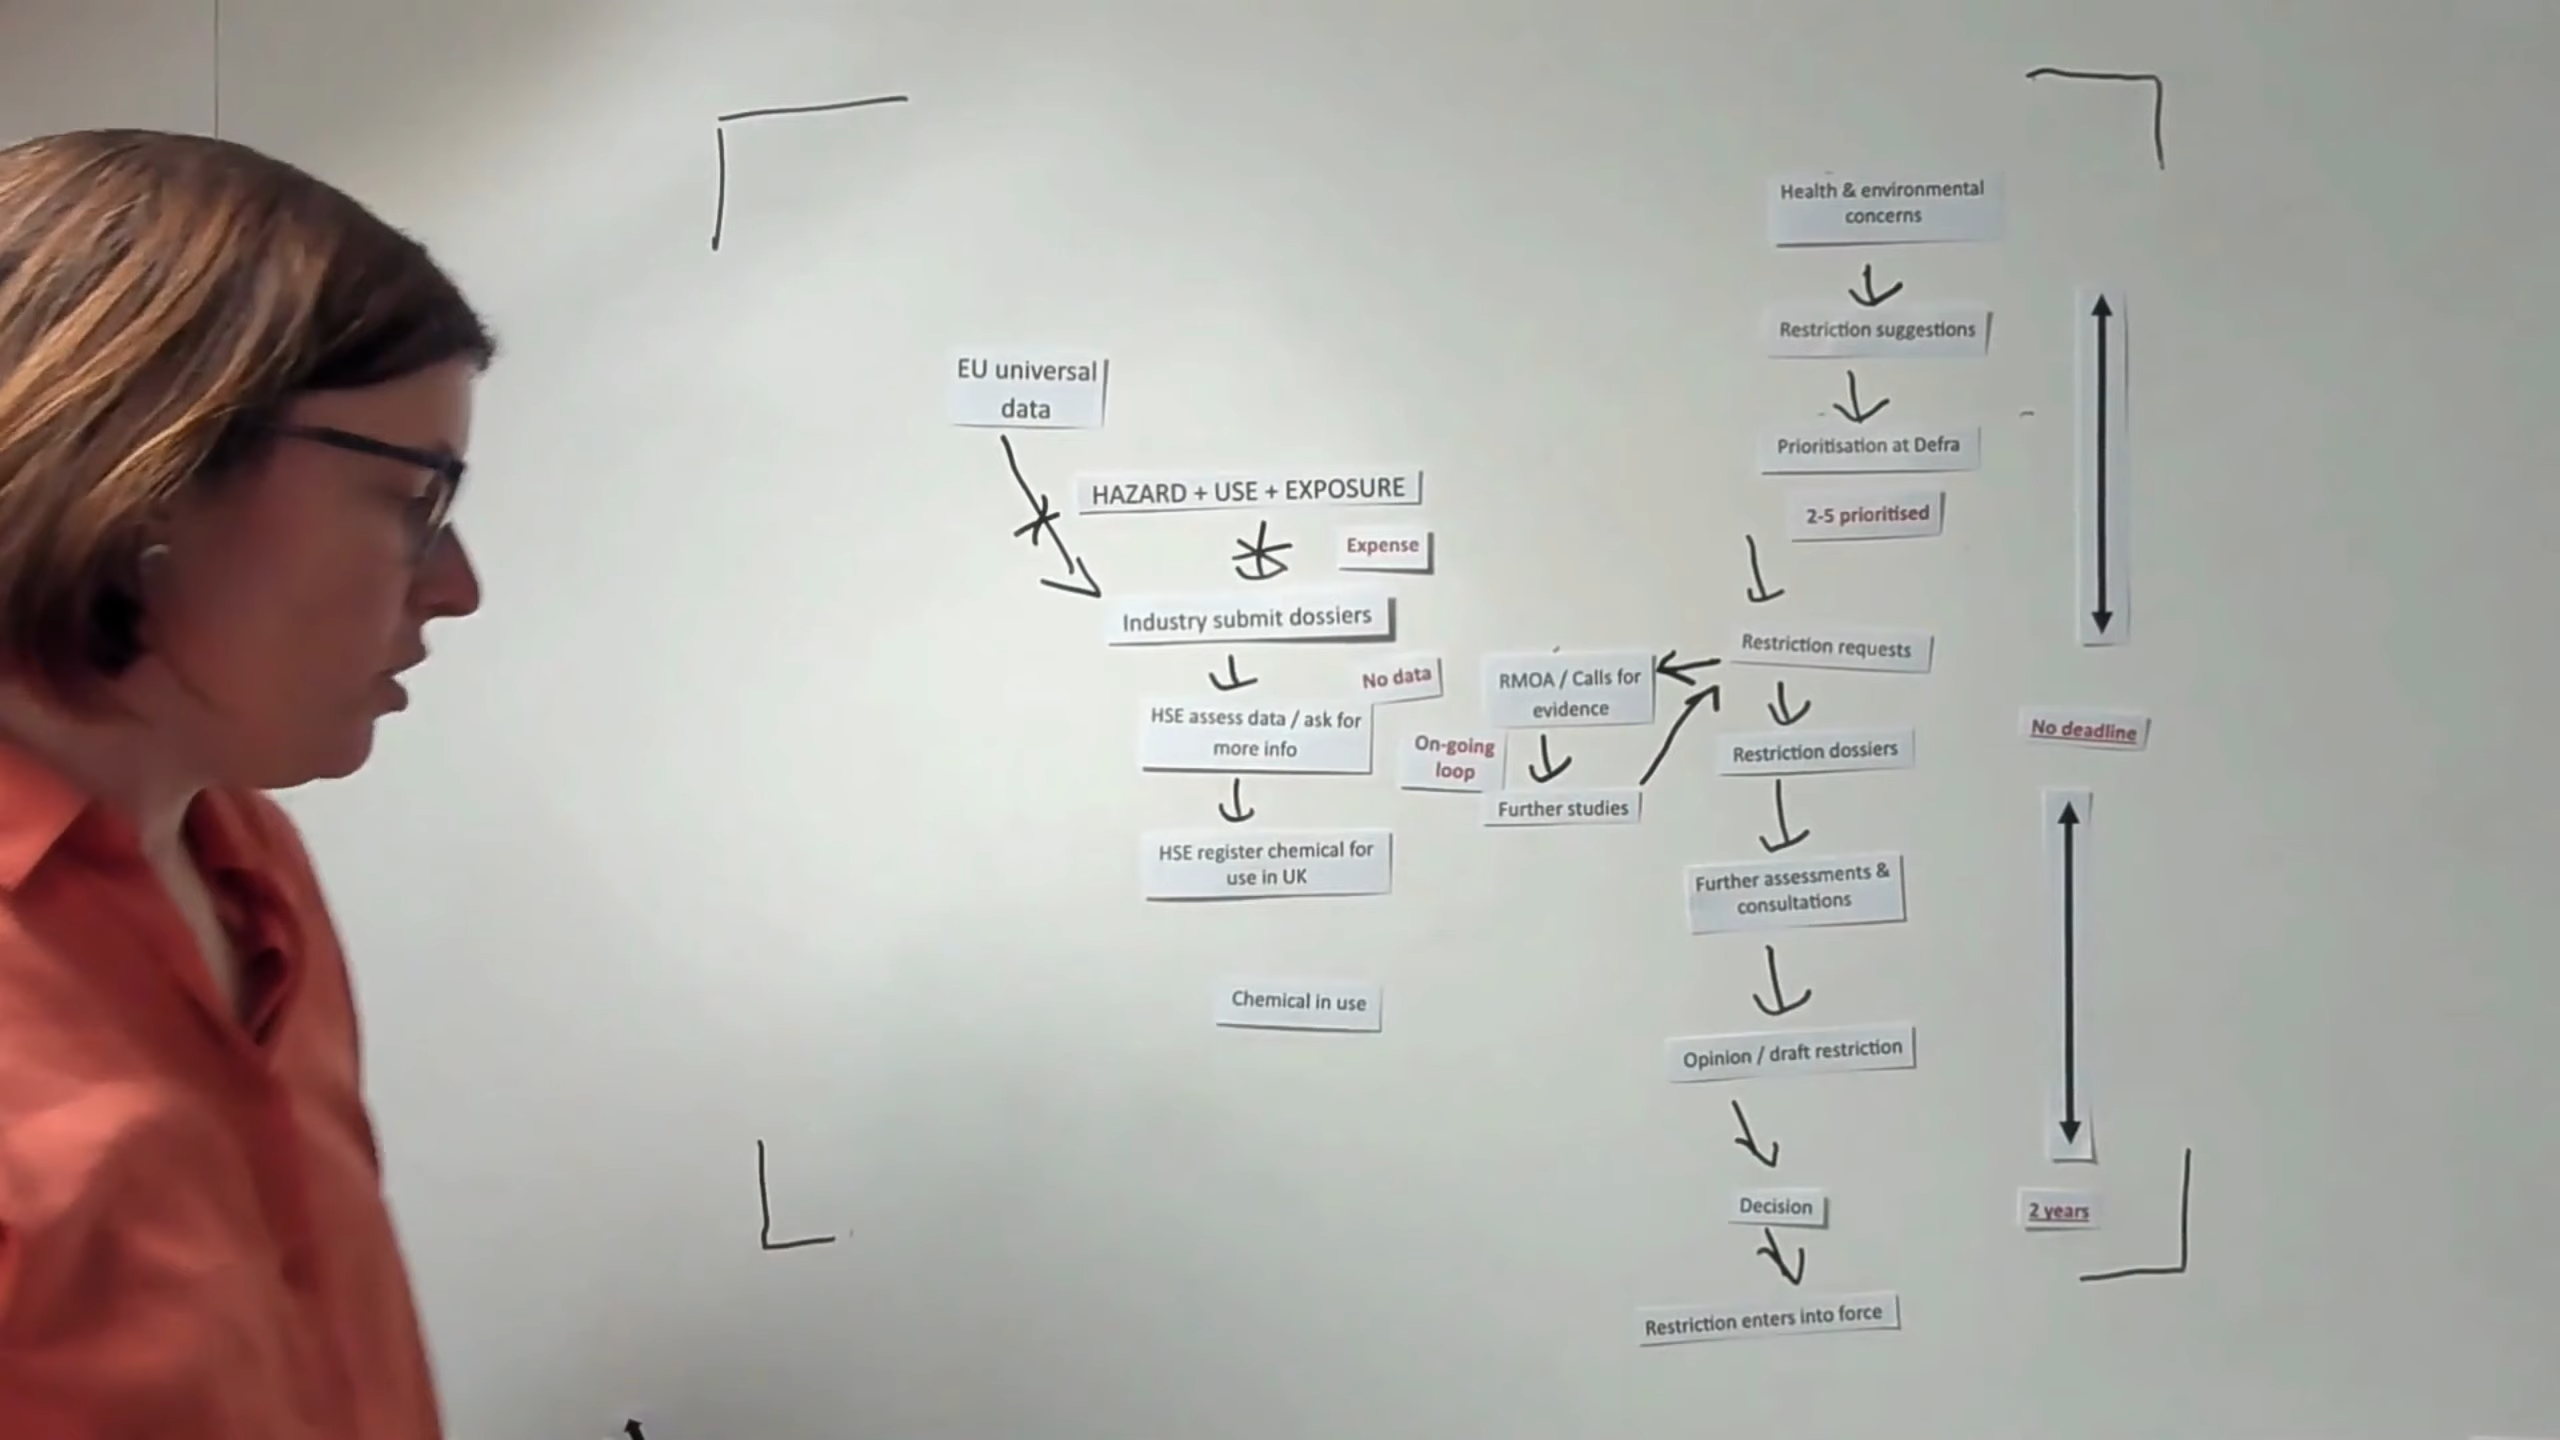 EU universal
data
HAZARD + USE + EXPOSURE
Expense
Industry submit dossiers
No data
HSE assess data / ask for
more info
HSE register chemical for
use in UK
Chemical in use
RMOA / Calls for
evidence
On-going
loop
Further studies
Health & environmental
concerns
Restriction suggestions
Prioritisation at Defra
2-5 prioritised
Restriction requests
Restriction dossiers
Further assessments &
consultations
Opinion / draft restriction
Decision
Restriction enters into force
No deadline
2 years